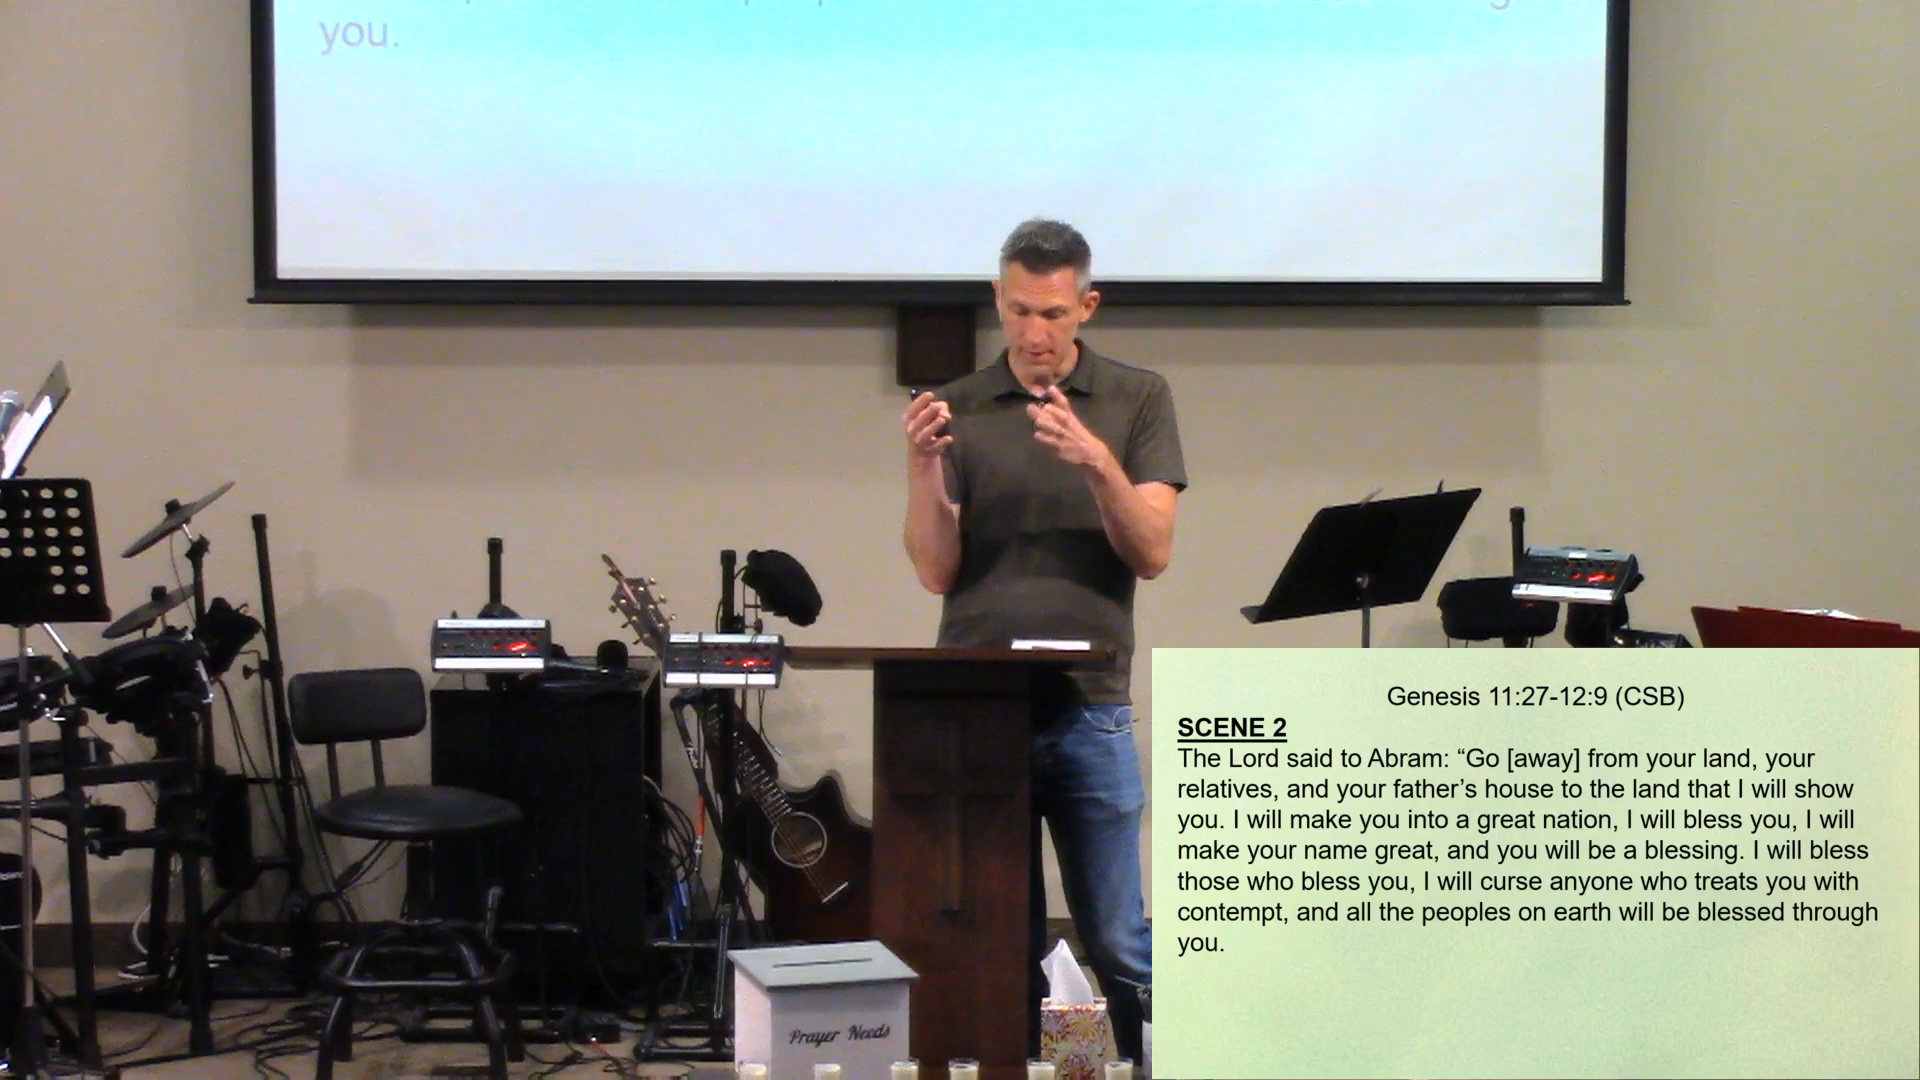 you.
Genesis 11:27-12:9 (CSB)
SCENE 2
The Lord said to Abram: “Go [away] from your land, your
relatives, and your father’s house to the land that I will show
you. I will make you into a great nation, I will bless you, I will
make your name great, and you will be a blessing. I will bless
those who bless you, I will curse anyone who treats you with
contempt, and all the peoples on earth will be blessed through
you.
Prayer Needs